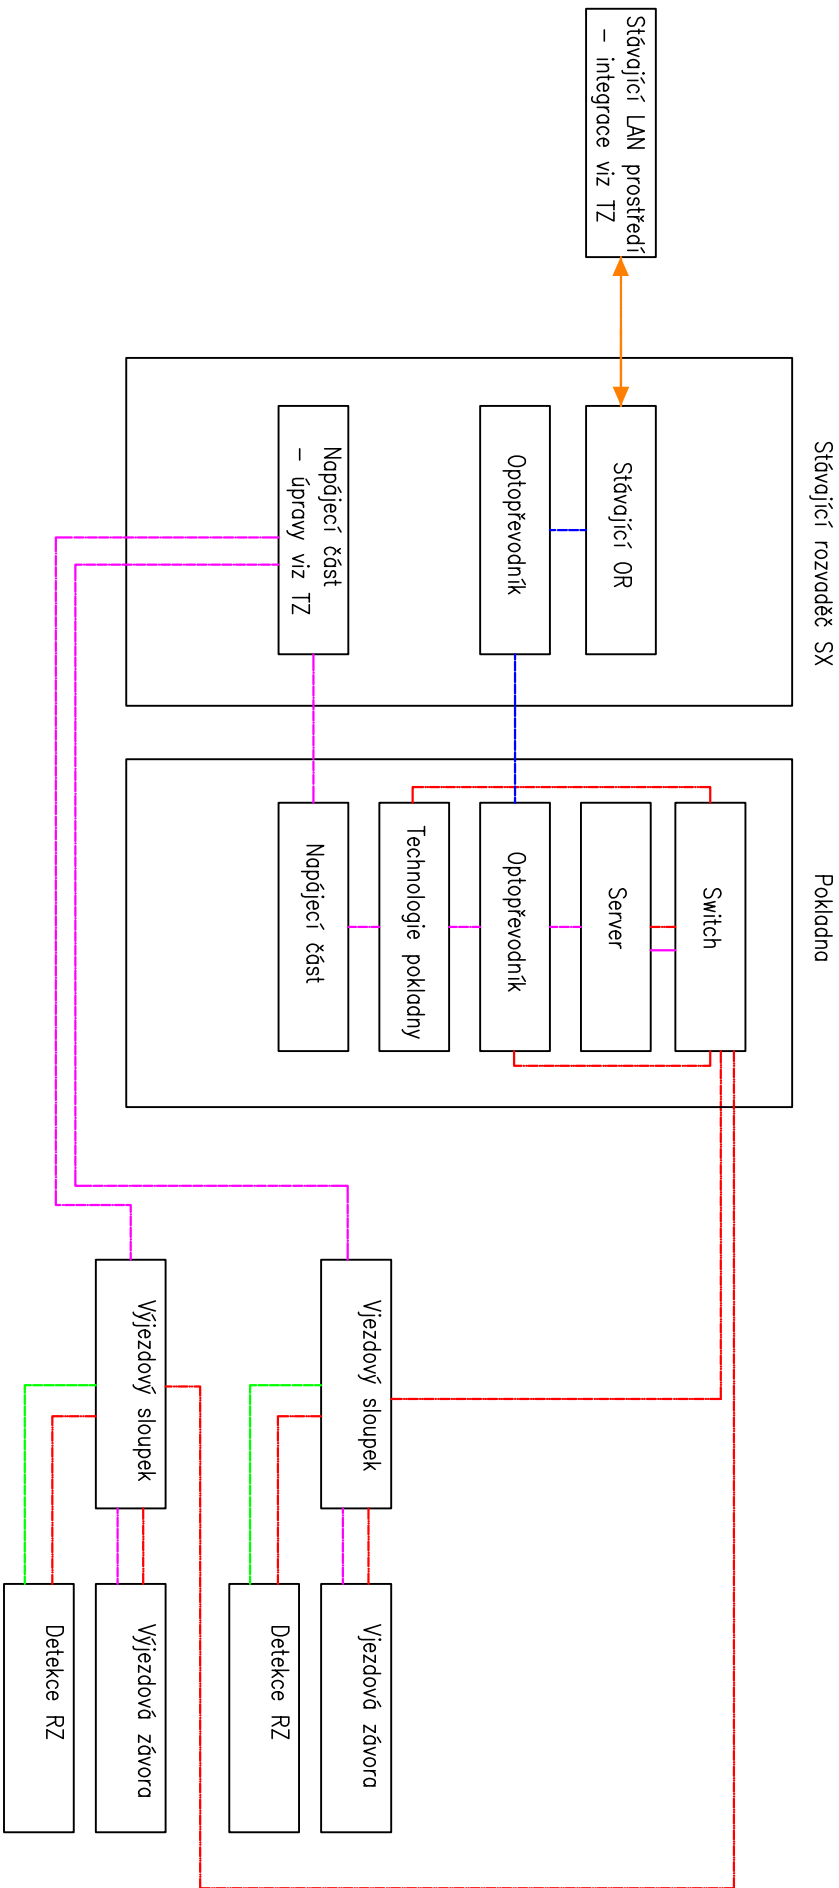 Stávající LAN prostředí
– integrace viz TZ
Stávající rozvaděč SX
Stávající OR
Optopřevodník
Napájecí část
– úpravy viz TZ
Pokladna
Switch
Server
Optopřevodník
Technologie pokladny
Napájecí část
Vjezdový sloupek
Výjezdový sloupek
Vjezdová závora
Detekce RZ
Výjezdová závora
Detekce RZ